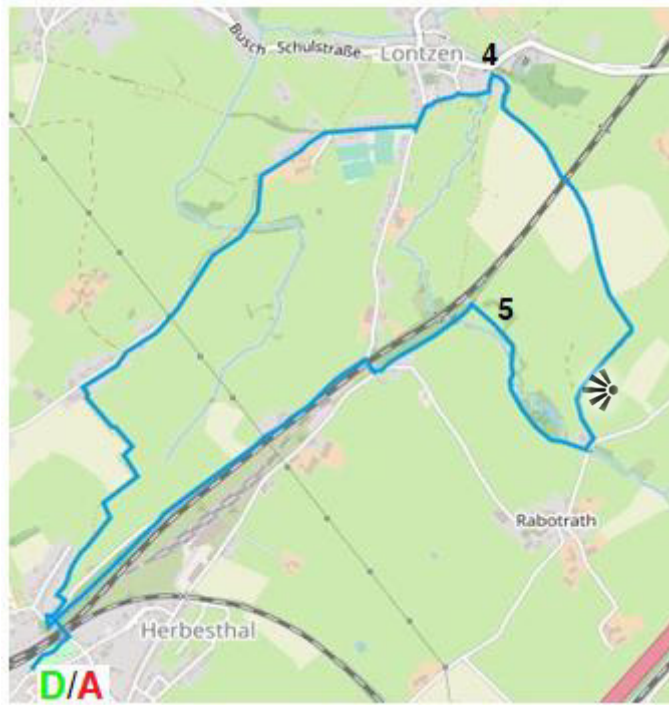 Busch Schulstraße
4
Lontzen
5
Rabotrath
Herbesthal
D/A